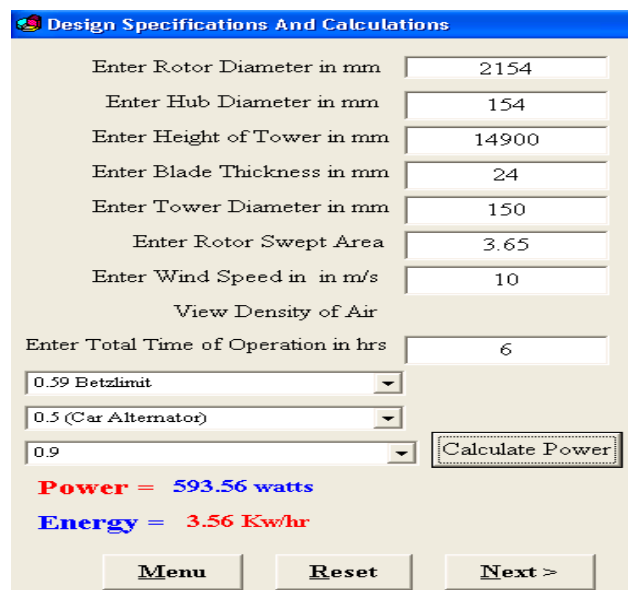 Design Specifications And Calculations
Enter Rotor Diameter in mm 2154
Enter Hub Diameter in mm 154
Enter Height of Tower in mm 14900
Enter Blade Thickness in mm 24
Enter Tower Diameter in mm 150
Enter Rotor Swept Area 3.65
Enter Wind Speed in in m/s 10
View Density of Air
Enter Total Time of Operation in hrs 6
0.59 Betzlimit
0.5 (Car Alternator)
0.9 Calculate Power
Power = 593.56 watts
Energy = 3.56 Kw/hr
Menu Reset Next >